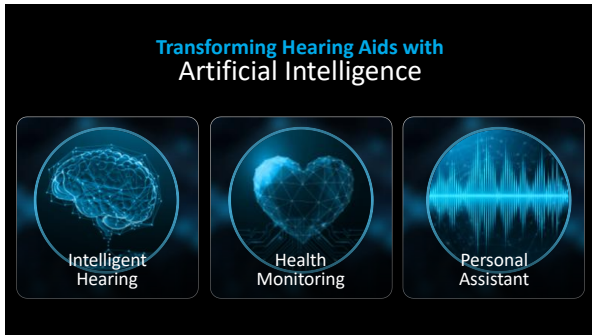 Transforming Hearing Aids with
Artificial Intelligence
Intelligent
Hearing
Health
Monitoring
Personal
Assistant